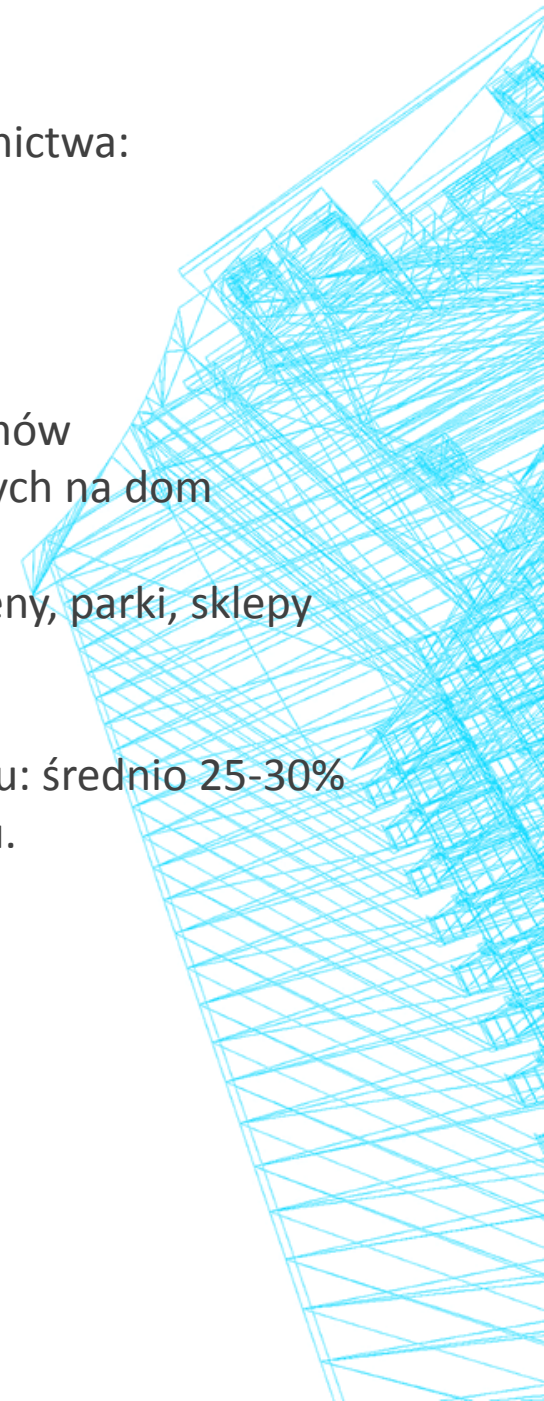 nictwa:
nów
ych na dom
eny, parki, sklepy
u: średnio 25-30%
u.